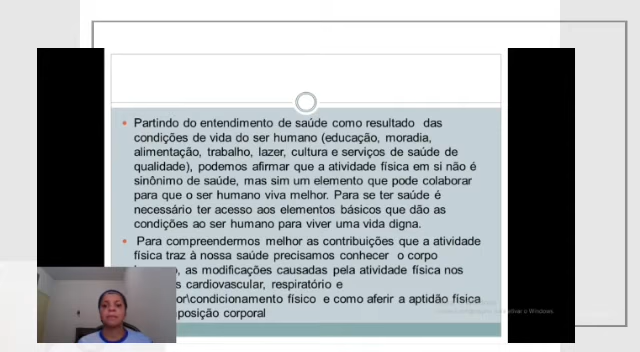 Partindo do entendimento de saúde como resultado das
condições de vida do ser humano (educação, moradia,
alimentação, trabalho, lazer, cultura e serviços de saúde de
qualidade), podemos afirmar que a atividade física em si não é
sinônimo de saúde, mas sim um elemento que pode colaborar
para que o ser humano viva melhor. Para se ter saúde é
necessário ter acesso aos elementos básicos que dão as
condições ao ser humano para viver uma vida digna.
Para compreendermos melhor as contribuições que a atividade
física traz à nossa saúde precisamos conhecer o corpo
as modificações causadas pela atividade física nos
cardiovascular, respiratório e
or\condicionamento físico e como aferir a aptidão física
posição corporal
o Windows